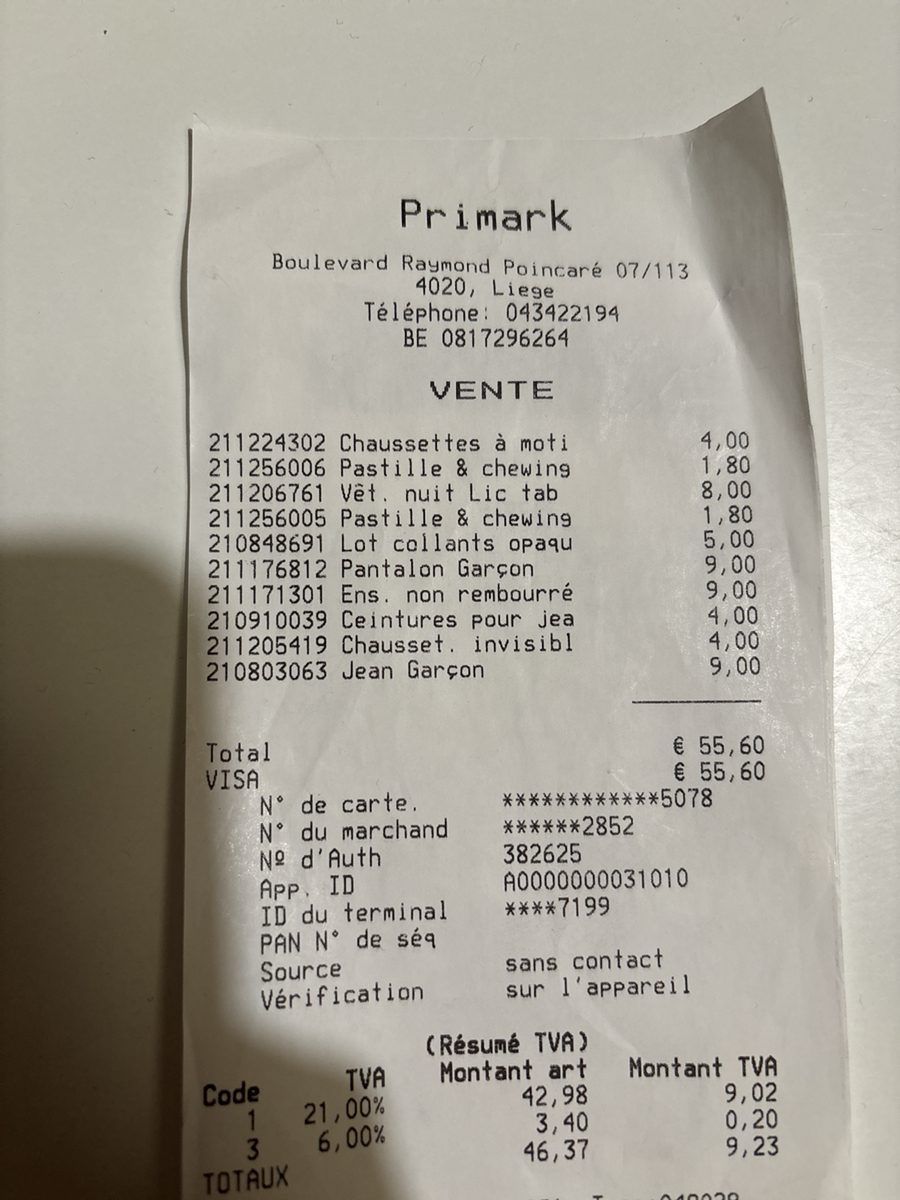 Primark
Boulevard Raymond Poincaré 07/113
4020, Liege
Téléphone: 043422194
BE 0817296264
VENTE
211224302 Chaussettes à moti 4,00
211256006 Pastille & chewing 1,80
211206761 Vêt. nuit Lic tab 8,00
211256005 Pastille & chewing 1,80
210848691 Lot collants opaqu 5,00
211176812 Pantalon Garçon 9,00
211171301 Ens. non rembourré 9,00
210910039 Ceintures pour jea 4,00
211205419 Chausset. invisibl 4,00
210803063 Jean Garçon 9,00
Total € 55,60
VISA € 55,60
N° de carte. ************5078
N° du marchand ******2852
Nº d'Auth 382625
App. ID A0000000031010
ID du terminal ****7199
PAN N° de séq
Source sans contact
Vérification sur l'appareil
(Résumé TVA)
Code TVA Montant art Montant TVA
1 21,00% 42,98 9,02
3 6,00% 3,40 0,20
TOTAUX 46,37 9,23